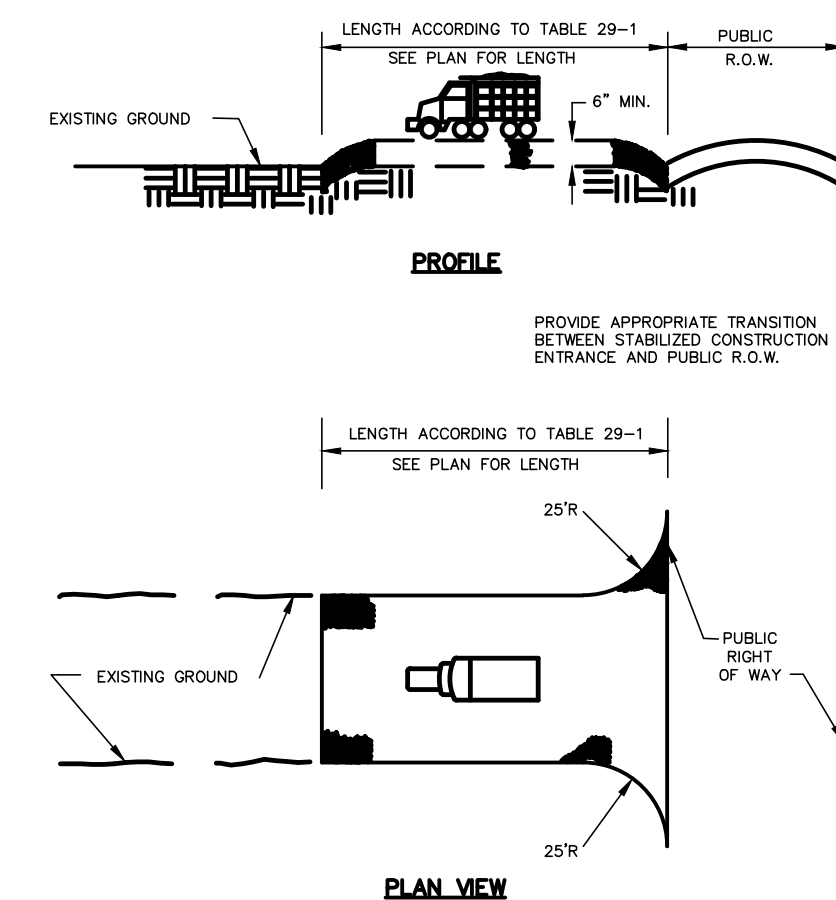 LENGTH ACCORDING TO TABLE 29-1
SEE PLAN FOR LENGTH
PUBLIC
R.O.W.
6" MIN.
EXISTING GROUND
PROFILE
PROVIDE APPROPRIATE TRANSITION
BETWEEN STABILIZED CONSTRUCTION
ENTRANCE AND PUBLIC R.O.W.
LENGTH ACCORDING TO TABLE 29-1
SEE PLAN FOR LENGTH
25'R
PUBLIC
RIGHT
OF WAY
EXISTING GROUND
25'R
PLAN VIEW